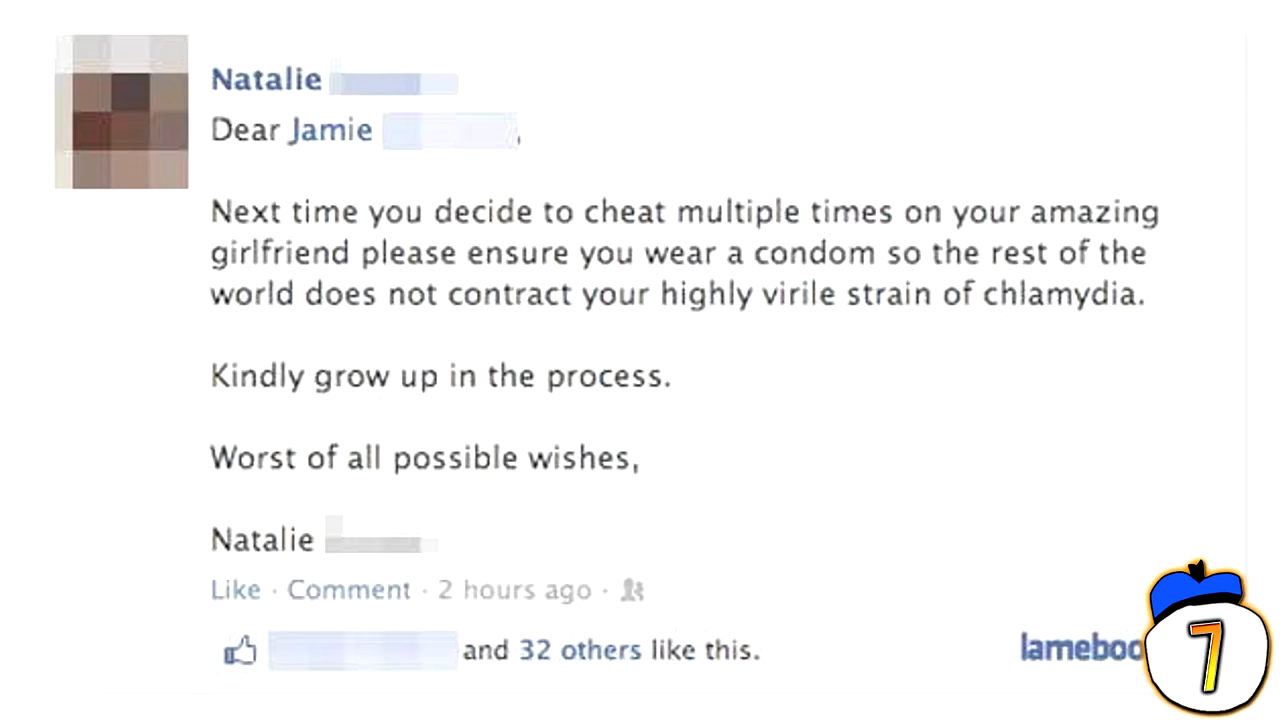 Natalie
Dear Jamie ,
Next time you decide to cheat multiple times on your amazing
girlfriend please ensure you wear a condom so the rest of the
world does not contract your highly virile strain of chlamydia.
Kindly grow up in the process.
Worst of all possible wishes,
Natalie
Like · Comment · 2 hours ago ·
and 32 others like this.
lameboo
7